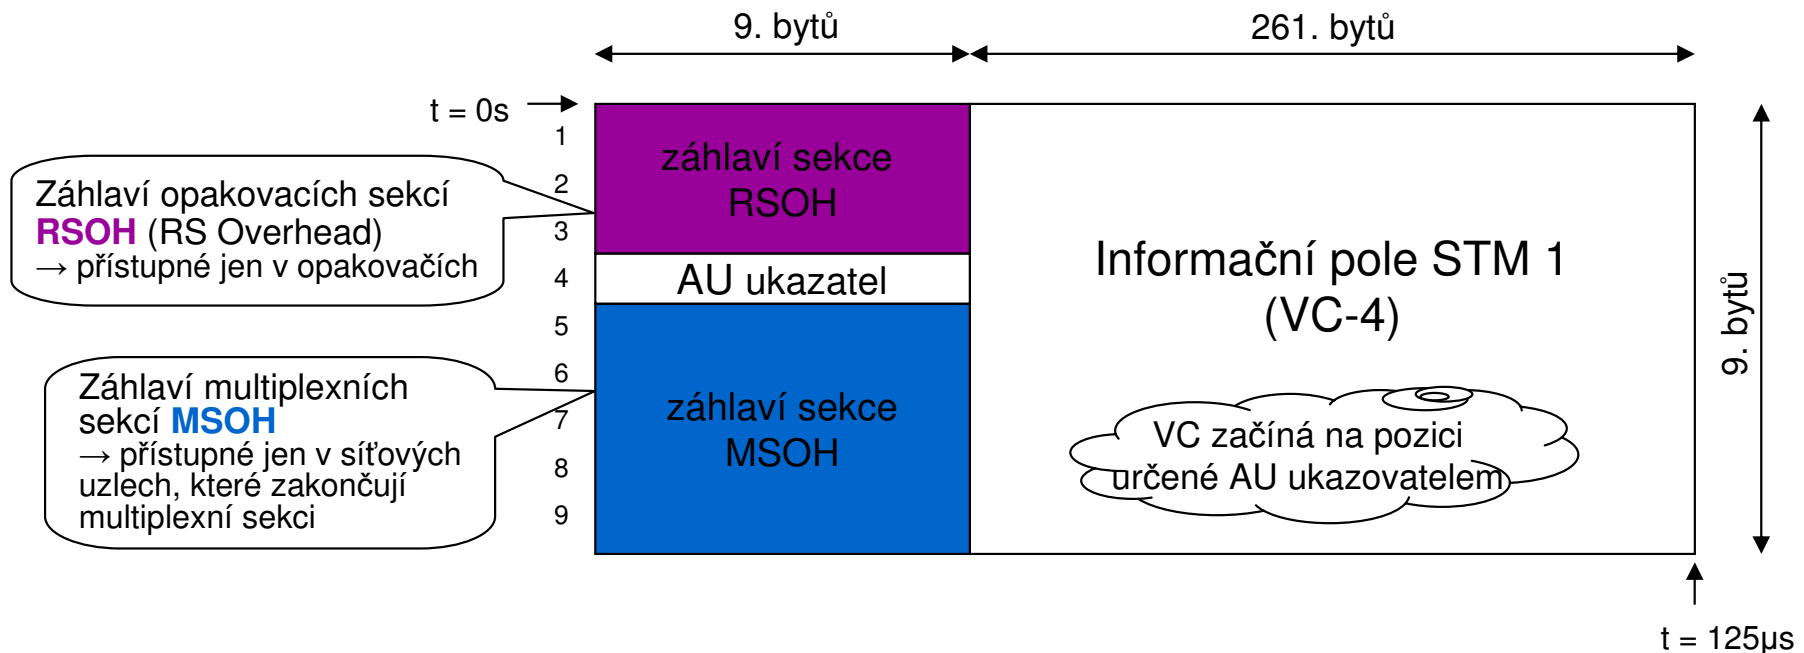 9. bytů
261. bytů
t = 0s
1
2
3
4
5
6
7
8
9
Záhlaví opakovacích sekcí
RSOH (RS Overhead)
→ přístupné jen v opakovačích
Záhlaví multiplexních
sekcí MSOH
→ přístupné jen v síťových
uzlech, které zakončují
multiplexní sekci
záhlaví sekce
RSOH
AU ukazatel
záhlaví sekce
MSOH
Informační pole STM 1
(VC-4)
VC začíná na pozici
určené AU ukazovatelem
9. bytů
t = 125µs